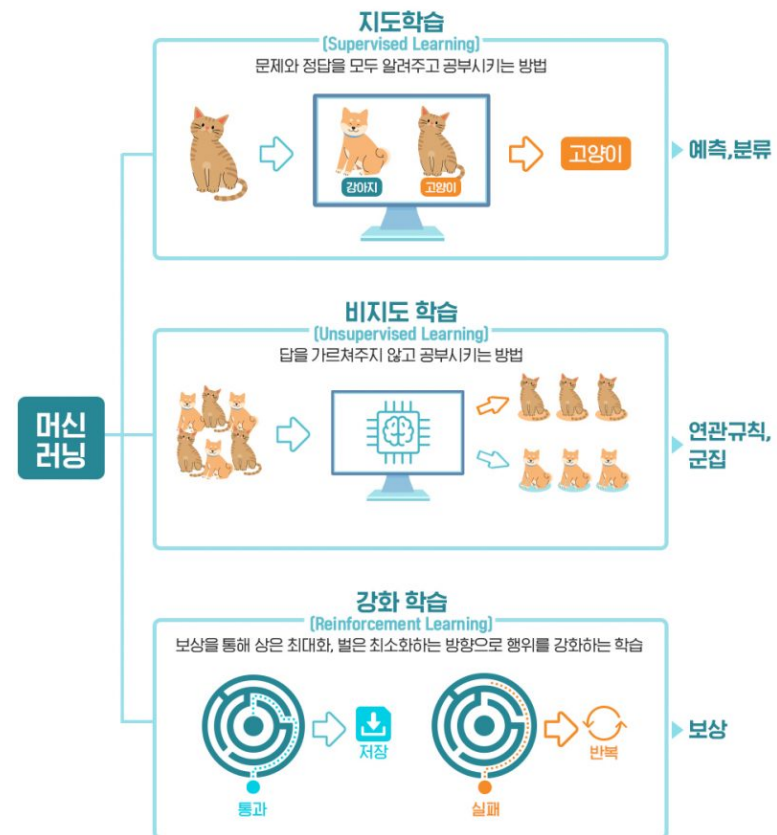 지도학습
(Supervised Learning)
문제와 정답을 모두 알려주고 공부시키는 방법
강아지
고양이
고양이
예측,분류
비지도 학습
(Unsupervised Learning)
답을 가르쳐주지 않고 공부시키는 방법
머신
러닝
연관규칙,
군집
강화 학습
(Reinforcement Learning)
보상을 통해 상은 최대화, 벌은 최소화하는 방향으로 행위를 강화하는 학습
저장
통과
반복
실패
보상